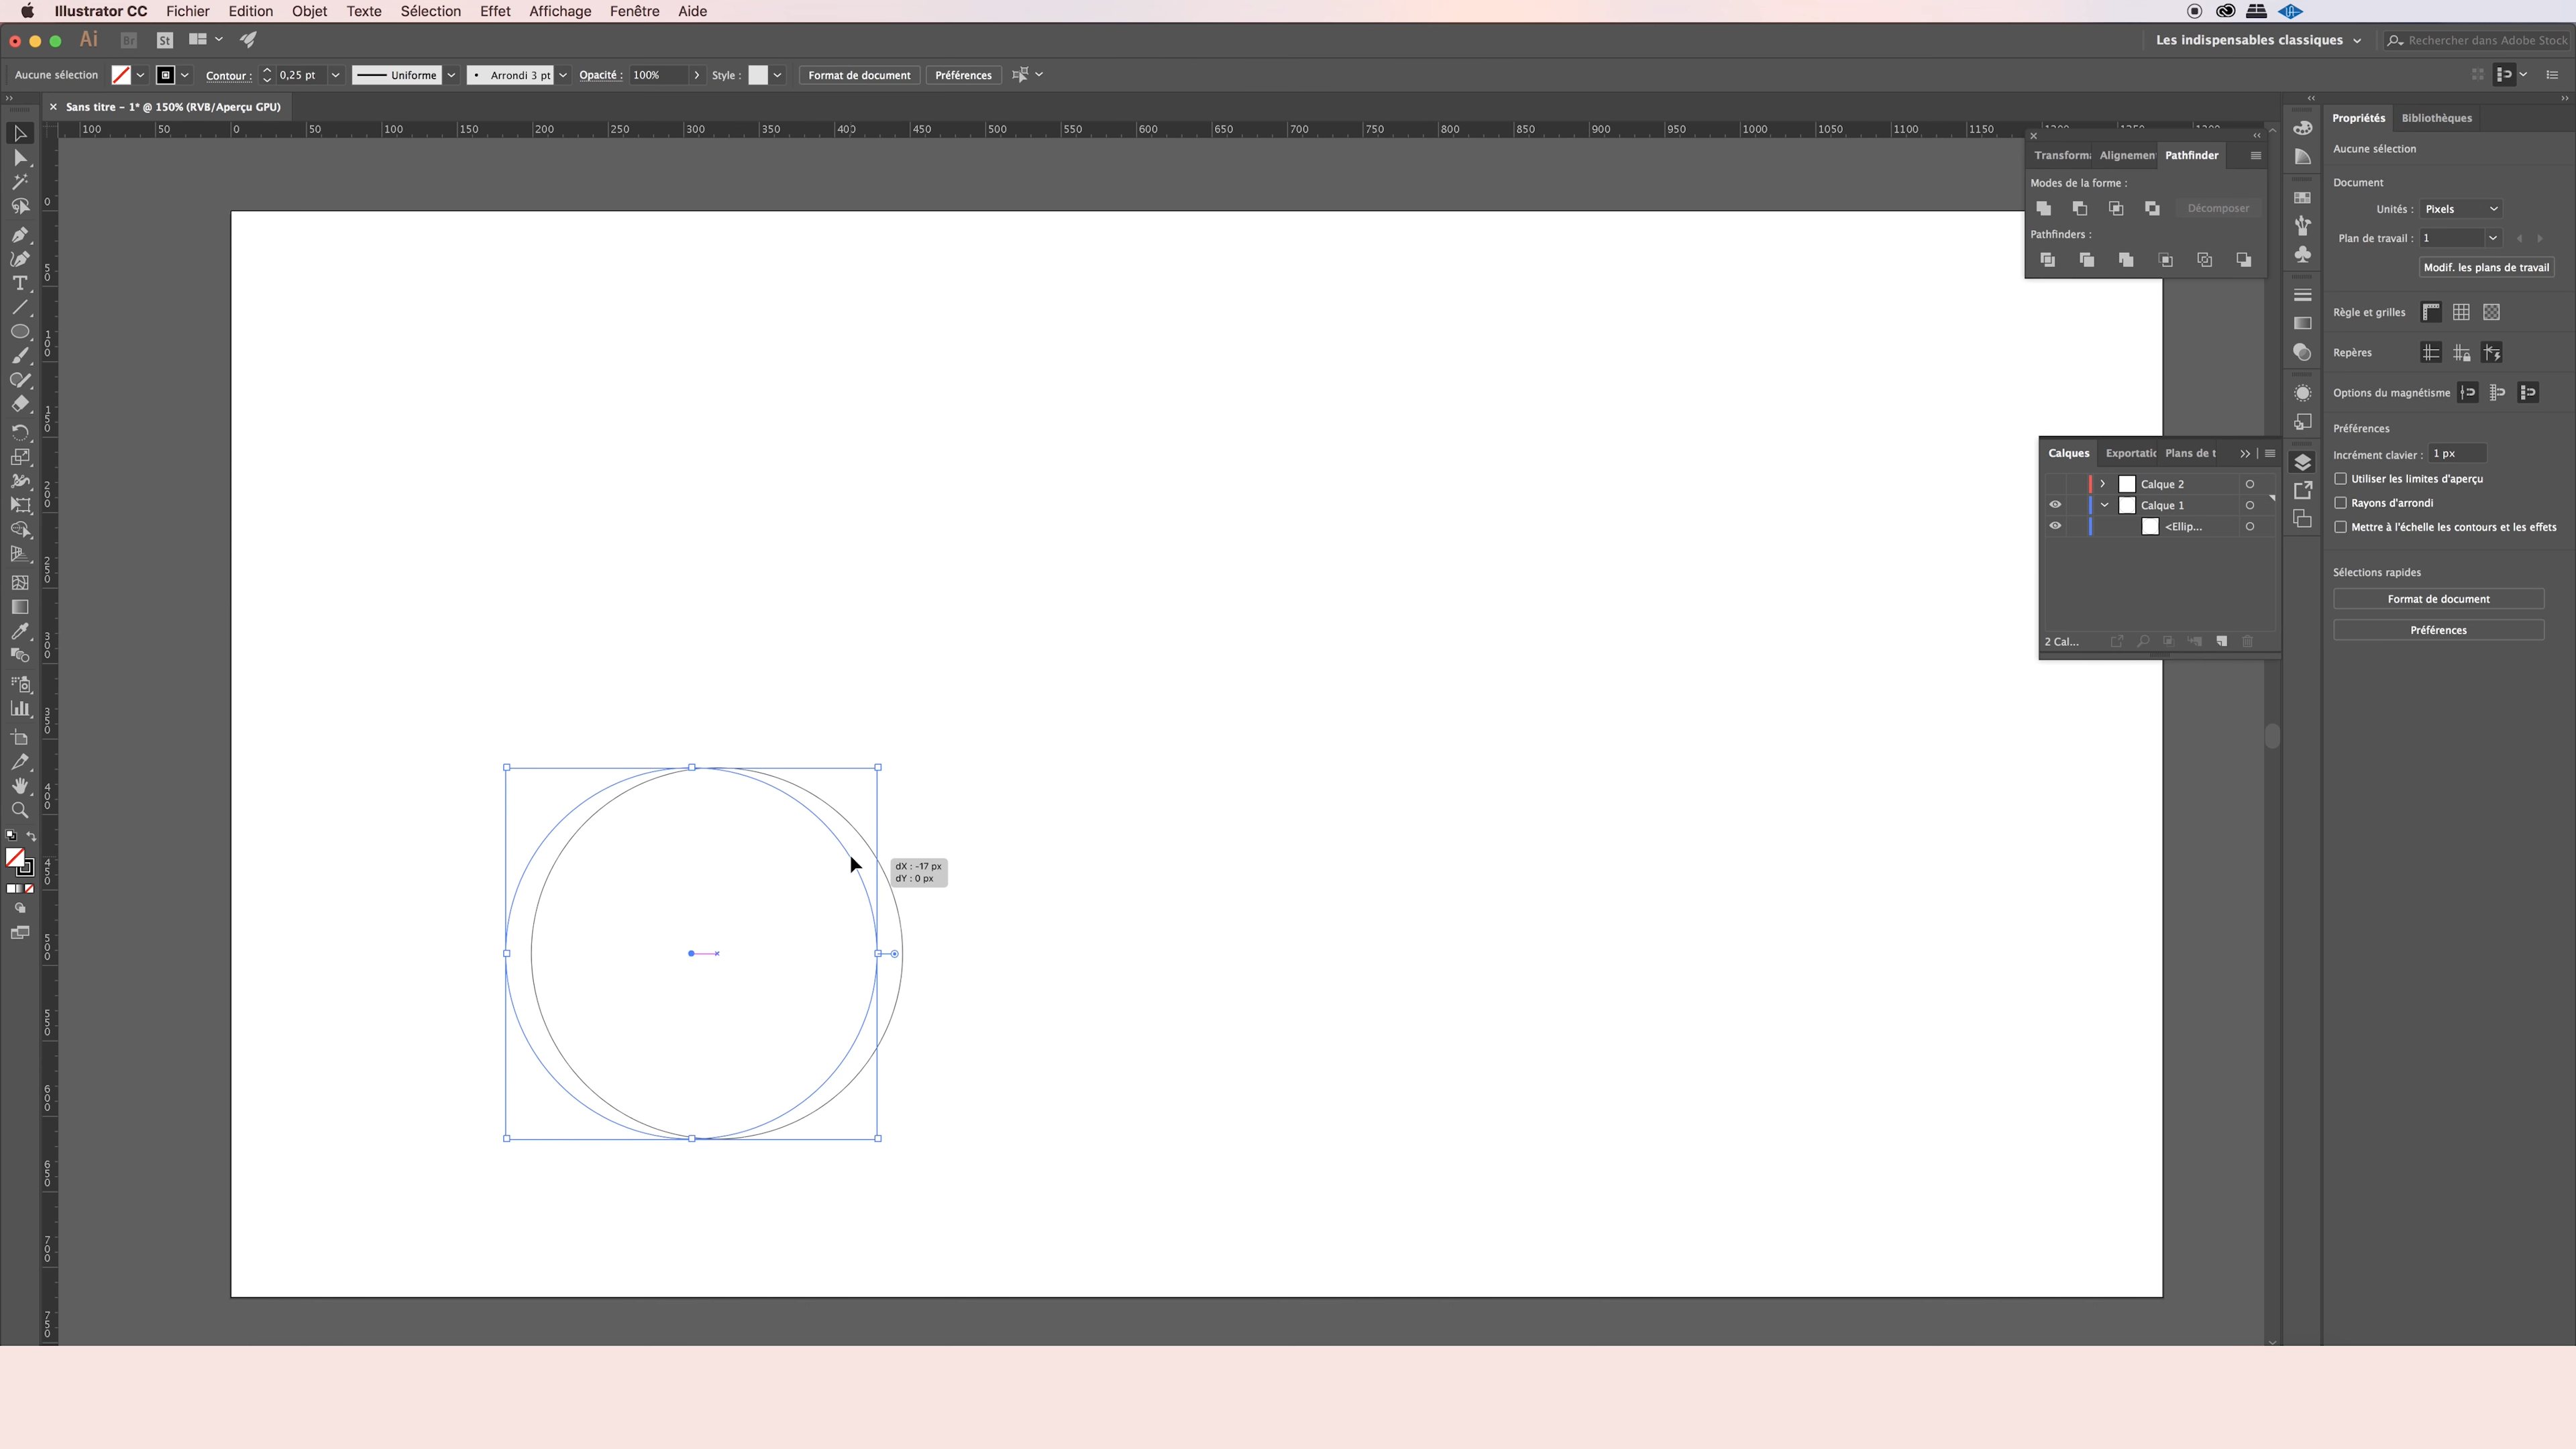 Illustrator CC Fichier Edition Objet Texte Sélection Effet Affichage Fenêtre Aide
Ai Br St Les indispensables classiques Rechercher dans Adobe Stock
Aucune sélection Contour : 0,25 pt Uniforme Arrondi 3 pt Opacité : 100% Style : Format de document Préférences
Sans titre - 1* @ 150% (RVB/Aperçu GPU)
100 50 0 50 100 150 200 250 300 350 400 450 500 550 600 650 700 750 800 850 900 950 1000 1050 1100 1150
0
50
100
150
200
250
300
350
400
450
500
550
600
650
700
750
dX : -17 px
dY : 0 px
Transforma Alignement Pathfinder
Modes de la forme :
Décomposer
Pathfinders :
Calques Exportatio Plans de t
Calque 2
Calque 1
<Ellip...
2 Cal...
Propriétés Bibliothèques
Aucune sélection
Document
Unités : Pixels
Plan de travail : 1
Modif. les plans de travail
Règle et grilles
Repères
Options du magnétisme
Préférences
Incrément clavier : 1 px
Utiliser les limites d'aperçu
Rayons d'arrondi
Mettre à l'échelle les contours et les effets
Sélections rapides
Format de document
Préférences